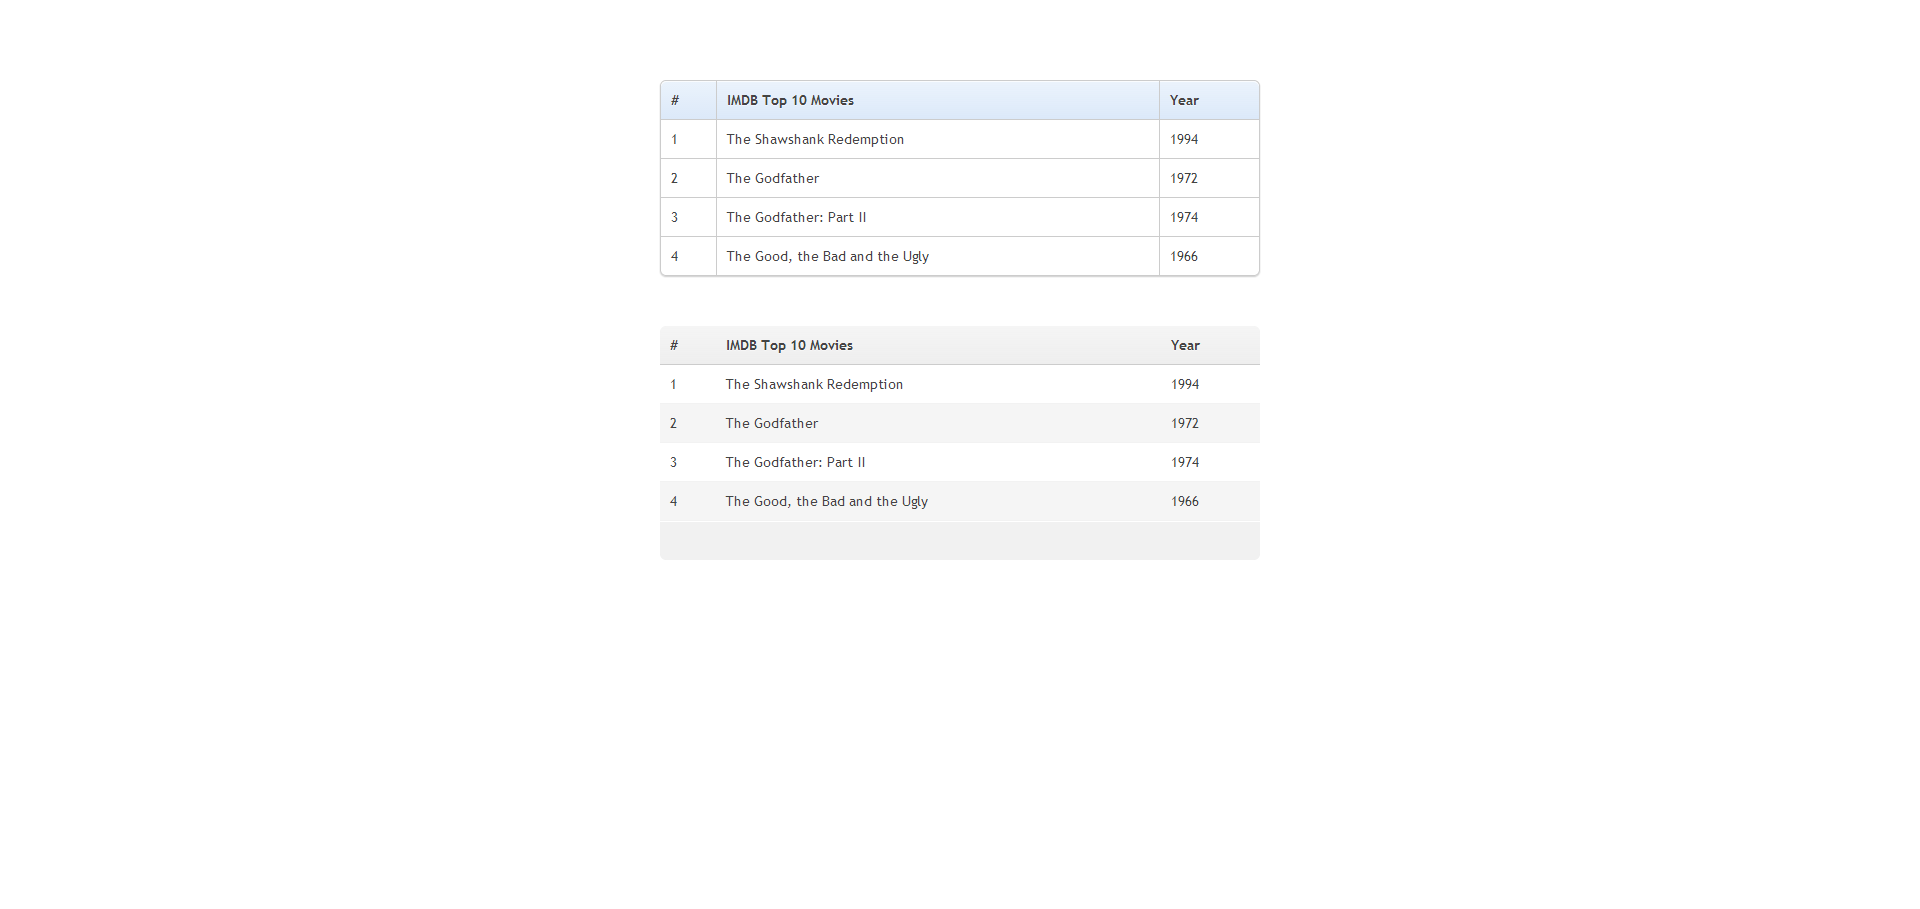 # IMDB Top 10 Movies Year
1 The Shawshank Redemption 1994
2 The Godfather 1972
3 The Godfather: Part II 1974
4 The Good, the Bad and the Ugly 1966
# IMDB Top 10 Movies Year
1 The Shawshank Redemption 1994
2 The Godfather 1972
3 The Godfather: Part II 1974
4 The Good, the Bad and the Ugly 1966